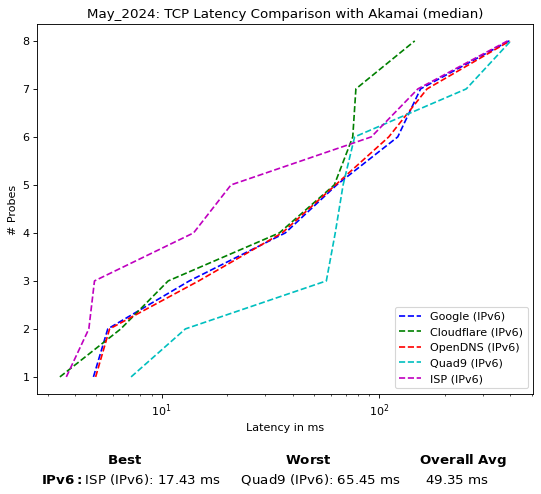 May_2024: TCP Latency Comparison with Akamai (median)
8
7
6
5
4
3
2
1
# Probes
Google (IPv6)
Cloudflare (IPv6)
OpenDNS (IPv6)
Quad9 (IPv6)
ISP (IPv6)
10¹ 10²
Latency in ms
Best Worst Overall Avg
IPv6: ISP (IPv6): 17.43 ms Quad9 (IPv6): 65.45 ms 49.35 ms